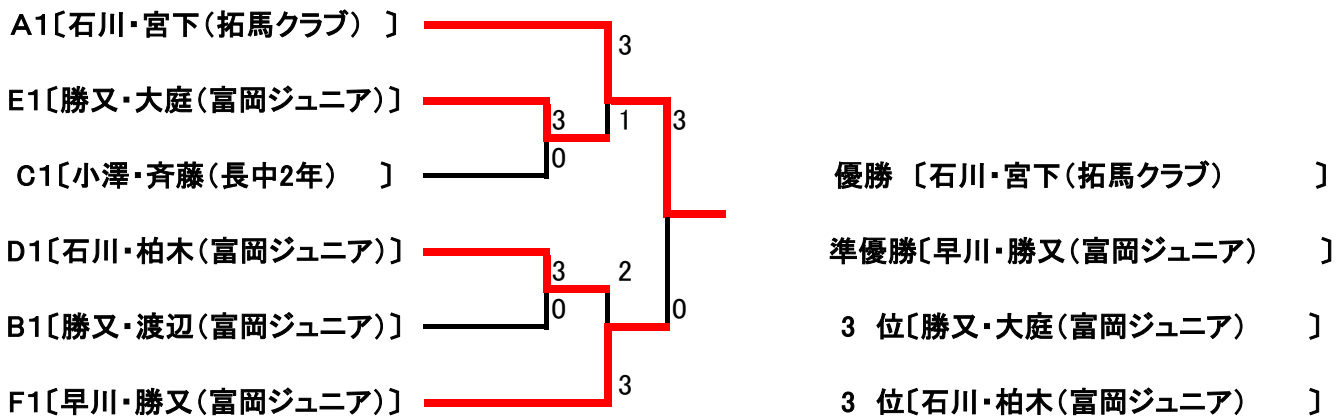 A1〔石川・宮下(拓馬クラブ) 〕
3
E1〔勝又・大庭(富岡ジュニア)〕
3
1
3
0
C1〔小澤・斉藤(長中2年) 〕
優勝 〔石川・宮下(拓馬クラブ) 〕
D1〔石川・柏木(富岡ジュニア)〕
準優勝〔早川・勝又(富岡ジュニア) 〕
3
2
0
0
B1〔勝又・渡辺(富岡ジュニア)〕
3 位〔勝又・大庭(富岡ジュニア) 〕
3
F1〔早川・勝又(富岡ジュニア)〕
3 位〔石川・柏木(富岡ジュニア) 〕